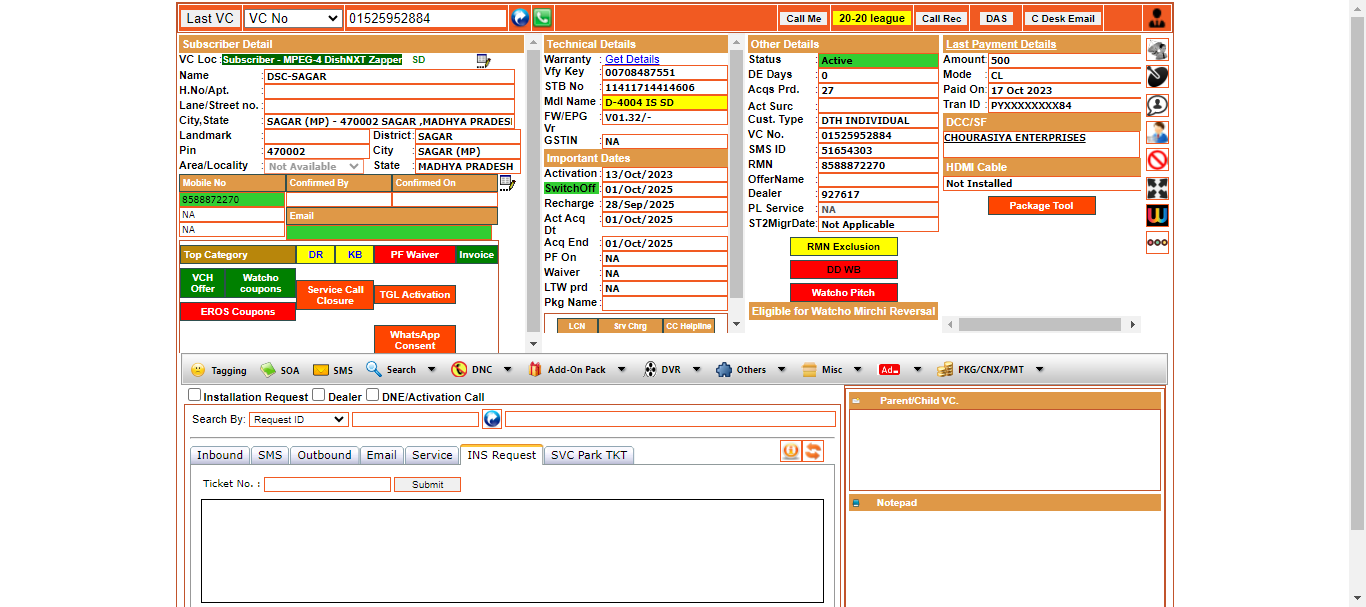 Last VC VC No 01525952884 Call Me 20-20 league Call Rec DAS C Desk Email
Subscriber Detail
VC Loc : Subscriber - MPEG-4 DishNXT Zapper SD
Name : DSC-SAGAR
H.No/Apt. :
Lane/Street no. :
City,State : SAGAR (MP) - 470002 SAGAR ,MADHYA PRADESH
Landmark : District : SAGAR
Pin : 470002 City : SAGAR (MP)
Area/Locality : Not Available State : MADHYA PRADESH
Mobile No Confirmed By Confirmed On
8588872270
NA Email
NA
Top Category DR KB PF Waiver Invoice
VCH Offer Watcho coupons Service Call Closure TGL Activation
EROS Coupons
WhatsApp Consent
Technical Details
Warranty : Get Details
Vfy Key : 00708487551
STB No : 11411714414606
Mdl Name : D-4004 IS SD
FW/EPG Vr : V01.32/-
GSTIN : NA
Important Dates
Activation : 13/Oct/2023
SwitchOff : 01/Oct/2025
Recharge : 28/Sep/2025
Act Acq Dt : 01/Oct/2025
Acq End : 01/Oct/2025
PF On : NA
Waiver : NA
LTW prd : NA
Pkg Name :
LCN Srv Chrg CC Helpline
Other Details
Status : Active
DE Days : 0
Acqs Prd. : 27
Act Surc :
Cust. Type : DTH INDIVIDUAL
VC No. : 01525952884
SMS ID : 51654303
RMN : 8588872270
OfferName :
Dealer : 927617
PL Service : NA
ST2MigrDate: Not Applicable
RMN Exclusion
DD WB
Watcho Pitch
Eligible for Watcho Mirchi Reversal
Last Payment Details
Amount: 500
Mode : CL
Paid On: 17 Oct 2023
Tran ID : PYXXXXXXXX84
DCC/SF
CHOURASIYA ENTERPRISES
HDMI Cable
Not Installed
Package Tool
Tagging SOA SMS Search DNC Add-On Pack DVR Others Misc Ad PKG/CNX/PMT
Installation Request Dealer DNE/Activation Call
Search By: Request ID
Inbound SMS Outbound Email Service INS Request SVC Park TKT
Ticket No. : Submit
Parent/Child VC.
Notepad